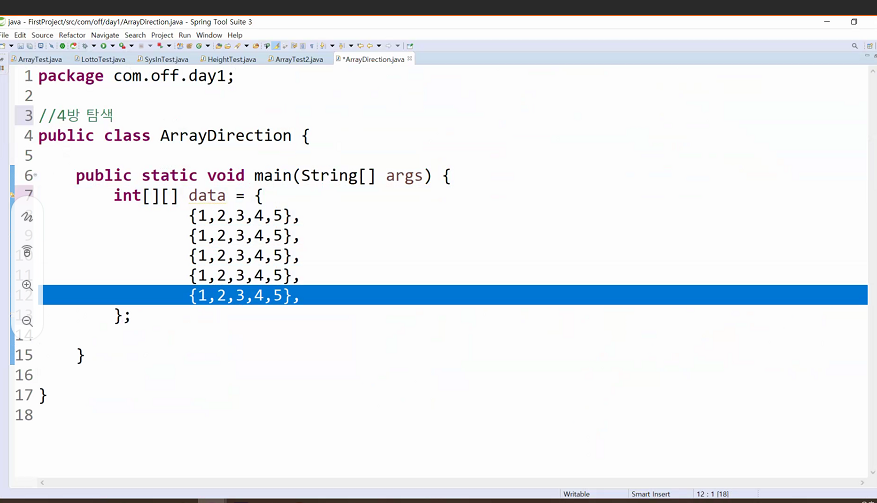 java - FirstProject/src/com/off/day1/ArrayDirection.java - Spring Tool Suite 3
File Edit Source Refactor Navigate Search Project Run Window Help
ArrayTest.java LottoTest.java SysInTest.java HeightTest.java ArrayTest2.java *ArrayDirection.java
1 package com.off.day1;
2
3 //4방 탐색
4 public class ArrayDirection {
5
6 public static void main(String[] args) {
7 int[][] data = {
{1,2,3,4,5},
9 {1,2,3,4,5},
10 {1,2,3,4,5},
11 {1,2,3,4,5},
12 {1,2,3,4,5},
13 };
14
15 }
16
17 }
18
Writable Smart Insert 12 : 1 [18]